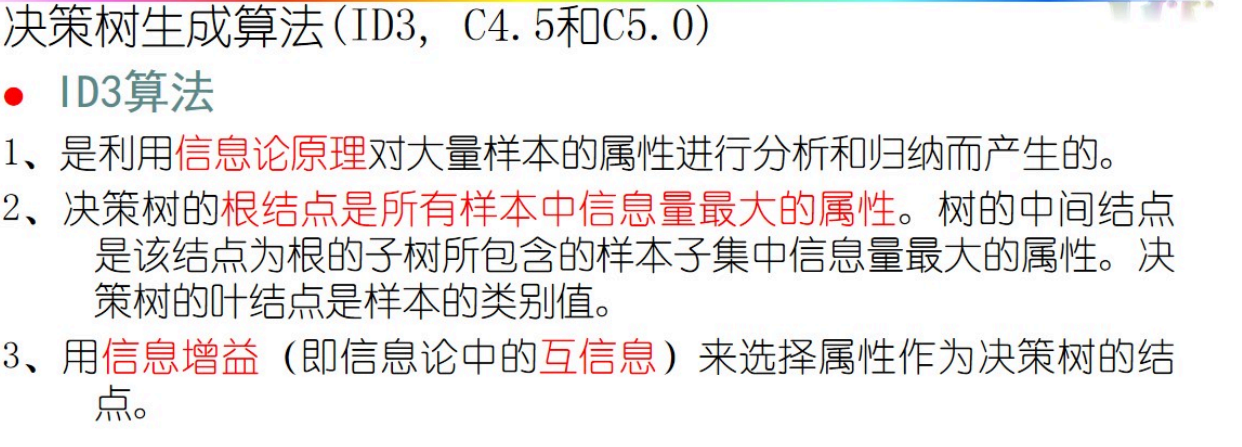 决策树生成算法(ID3, C4.5和C5.0)
● ID3算法
1、是利用信息论原理对大量样本的属性进行分析和归纳而产生的。
2、决策树的根结点是所有样本中信息量最大的属性。树的中间结点
是该结点为根的子树所包含的样本子集中信息量最大的属性。决
策树的叶结点是样本的类别值。
3、用信息增益（即信息论中的互信息）来选择属性作为决策树的结
点。